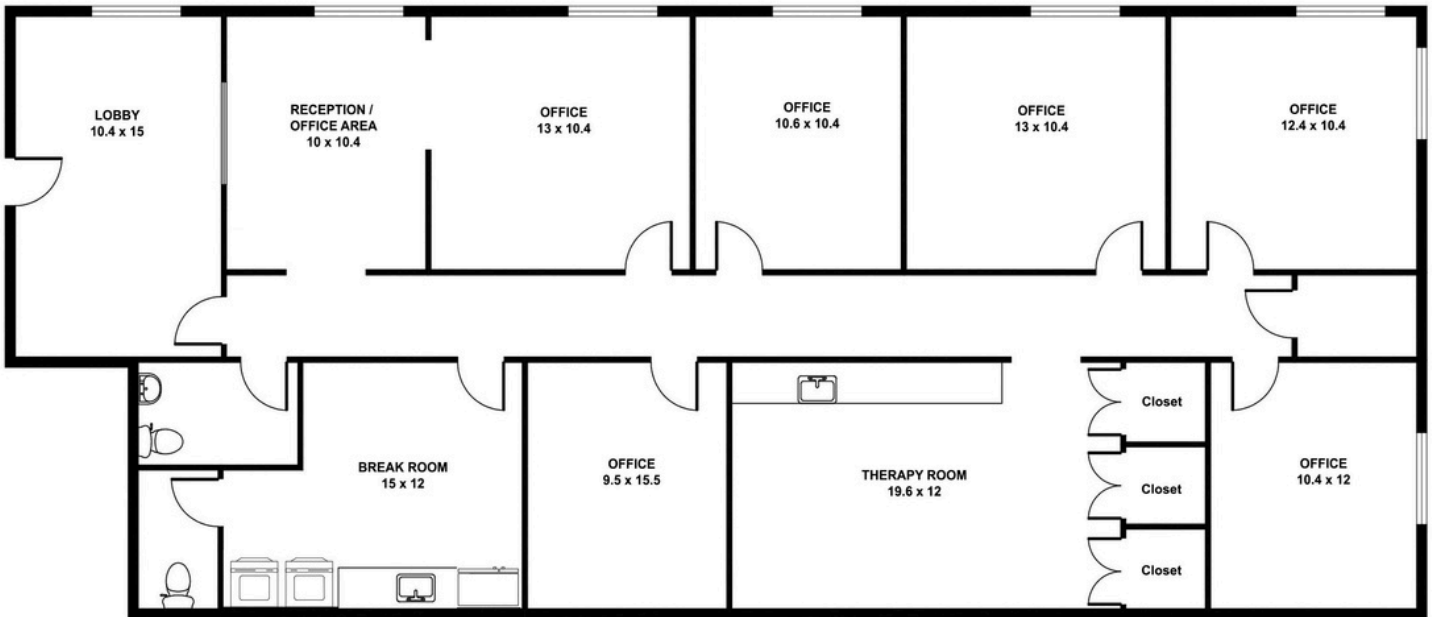 LOBBY
10.4 x 15
RECEPTION /
OFFICE AREA
10 x 10.4
OFFICE
13 x 10.4
OFFICE
10.6 x 10.4
OFFICE
13 x 10.4
OFFICE
12.4 x 10.4
BREAK ROOM
15 x 12
OFFICE
9.5 x 15.5
THERAPY ROOM
19.6 x 12
Closet
Closet
Closet
OFFICE
10.4 x 12